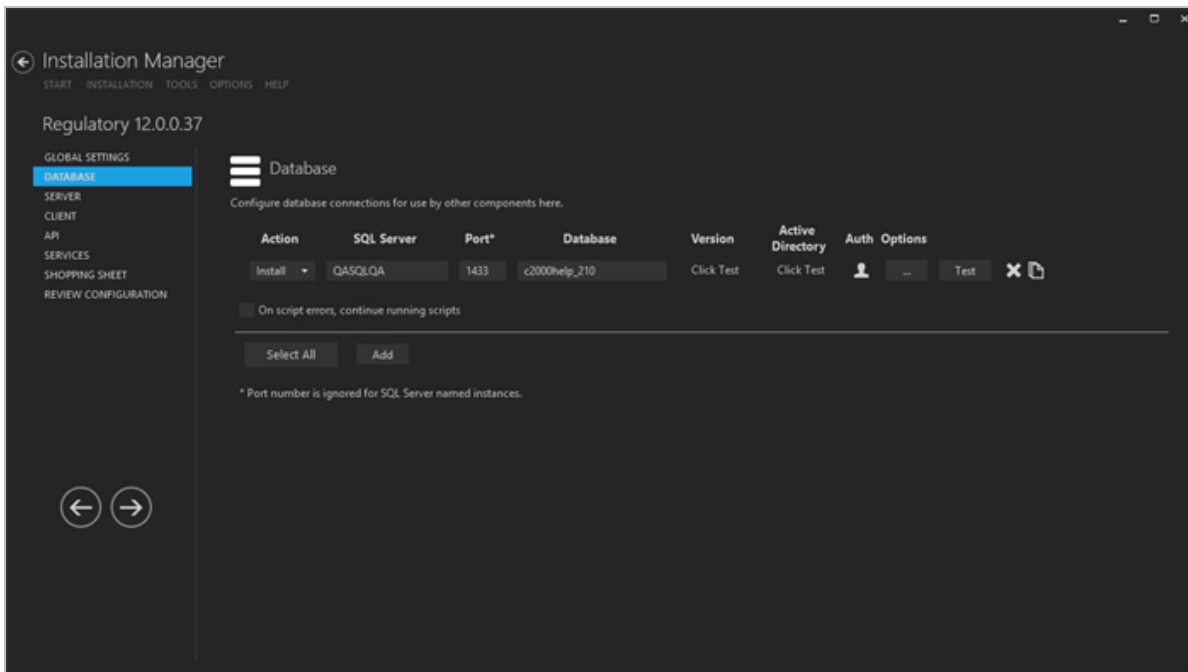 Installation Manager
START INSTALLATION TOOLS OPTIONS HELP
Regulatory 12.0.0.37
GLOBAL SETTINGS
DATABASE
SERVER
CLIENT
API
SERVICES
SHOPPING SHEET
REVIEW CONFIGURATION
Database
Configure database connections for use by other components here.
Action SQL Server Port* Database Version Active Directory Auth Options
Install QASQLQA 1433 c2000help_210 Click Test Click Test ... Test
On script errors, continue running scripts
Select All Add
* Port number is ignored for SQL Server named instances.